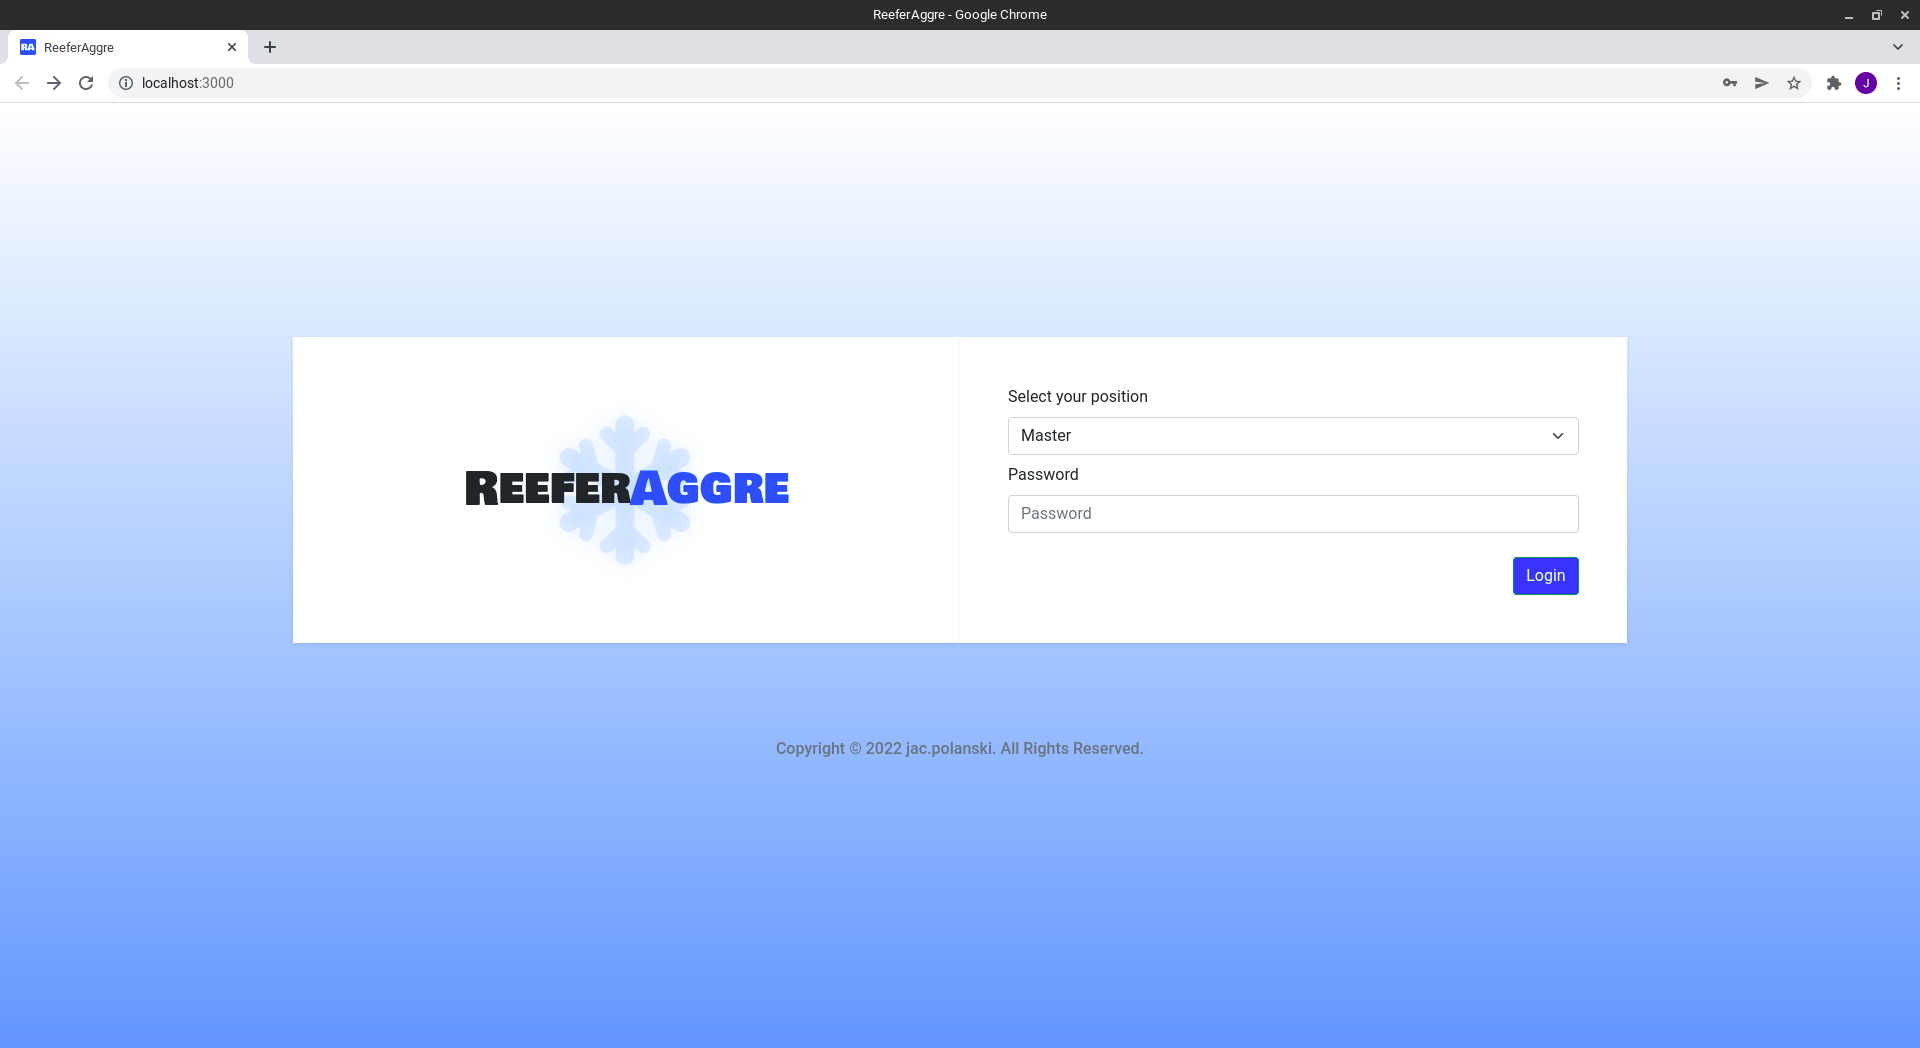 ReeferAggre - Google Chrome
RA ReeferAggre
localhost:3000
J
Select your position
Master
REEFERAGGRE
Password
Password
Login
Copyright © 2022 jac.polanski. All Rights Reserved.